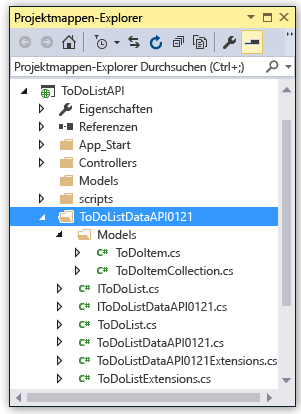 Projektmappen-Explorer
Projektmappen-Explorer Durchsuchen (Ctrl+;)
ToDoListAPI
Eigenschaften
Referenzen
App_Start
Controllers
Models
scripts
ToDoListDataAPI0121
Models
C# ToDoItem.cs
C# ToDoItemCollection.cs
C# IToDoList.cs
C# IToDoListDataAPI0121.cs
C# ToDoList.cs
C# ToDoListDataAPI0121.cs
C# ToDoListDataAPI0121Extensions.cs
C# ToDoListExtensions.cs